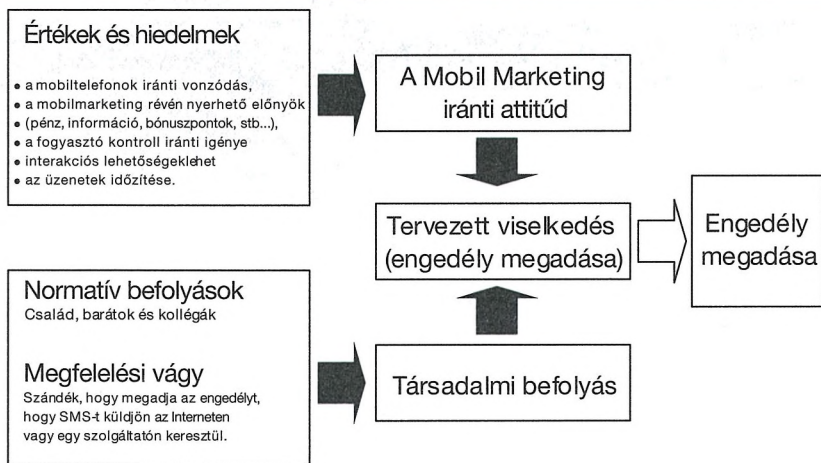 Értékek és hiedelmek
• a mobiltelefonok iránti vonzódás,
• a mobilmarketing révén nyerhető előnyök
• (pénz, információ, bónuszpontok, stb...),
• a fogyasztó kontroll iránti igénye
• interakciós lehetőségeklehet
• az üzenetek időzítése.
A Mobil Marketing
iránti attitűd
Tervezett viselkedés
(engedély megadása)
Engedély
megadása
Normatív befolyások
Család, barátok és kollégák
Megfelelési vágy
Szándék, hogy megadja az engedélyt,
hogy SMS-t küldjön az Interneten
vagy egy szolgáltatón keresztül.
Társadalmi befolyás